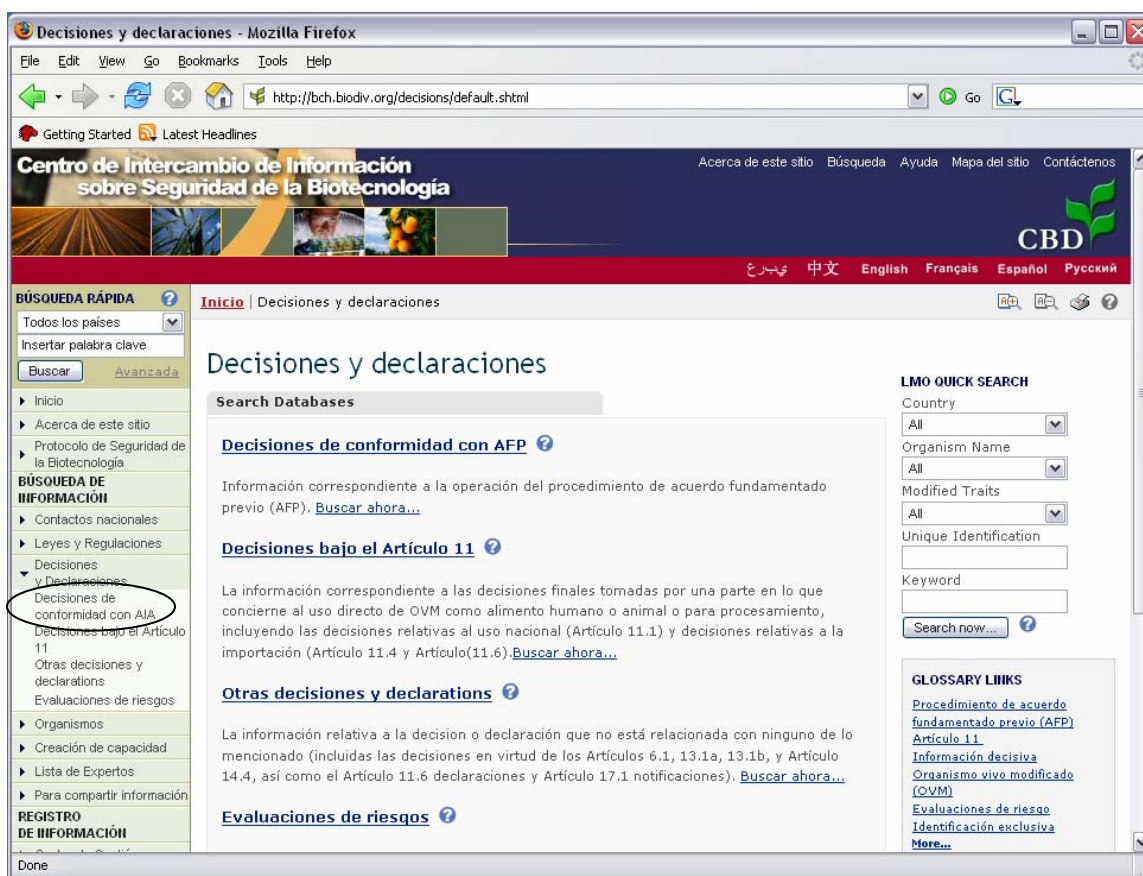 Decisiones y declaraciones - Mozilla Firefox
File Edit View Go Bookmarks Tools Help
http://bch.biodiv.org/decisions/default.shtml
Go
G
Getting Started Latest Headlines
Centro de Intercambio de Información
sobre Seguridad de la Biotecnología
Acerca de este sitio Búsqueda Ayuda Mapa del sitio Contáctenos
CBD
中文 English Français Español Русский
BÚSQUEDA RÁPIDA
Todos los países
Insertar palabra clave
Buscar Avanzada
Inicio
Acerca de este sitio
Protocolo de Seguridad de
la Biotecnología
BÚSQUEDA DE
INFORMACIÓN
Contactos nacionales
Leyes y Regulaciones
Decisiones
y Declaraciones
Decisiones de
conformidad con AIA
Decisiones bajo el Artículo
11
Otras decisiones y
declarations
Evaluaciones de riesgos
Organismos
Creación de capacidad
Lista de Expertos
Para compartir información
REGISTRO
DE INFORMACIÓN
Inicio | Decisiones y declaraciones
Decisiones y declaraciones
Search Databases
Decisiones de conformidad con AFP
Información correspondiente a la operación del procedimiento de acuerdo fundamentado
previo (AFP). Buscar ahora...
Decisiones bajo el Artículo 11
La información correspondiente a las decisiones finales tomadas por una parte en lo que
concierne al uso directo de OVM como alimento humano o animal o para procesamiento,
incluyendo las decisiones relativas al uso nacional (Artículo 11.1) y decisiones relativas a la
importación (Artículo 11.4 y Artículo(11.6).Buscar ahora...
Otras decisiones y declarations
La información relativa a la decision o declaración que no está relacionada con ninguno de lo
mencionado (incluidas las decisiones en virtud de los Artículos 6.1, 13.1a, 13.1b, y Artículo
14.4, así como el Artículo 11.6 declaraciones y Artículo 17.1 notificaciones). Buscar ahora...
Evaluaciones de riesgos
LMO QUICK SEARCH
Country
All
Organism Name
All
Modified Traits
All
Unique Identification
Keyword
Search now...
GLOSSARY LINKS
Procedimiento de acuerdo
fundamentado previo (AFP)
Artículo 11
Información decisiva
Organismo vivo modificado
(OVM)
Evaluaciones de riesgo
Identificación exclusiva
More...
Done